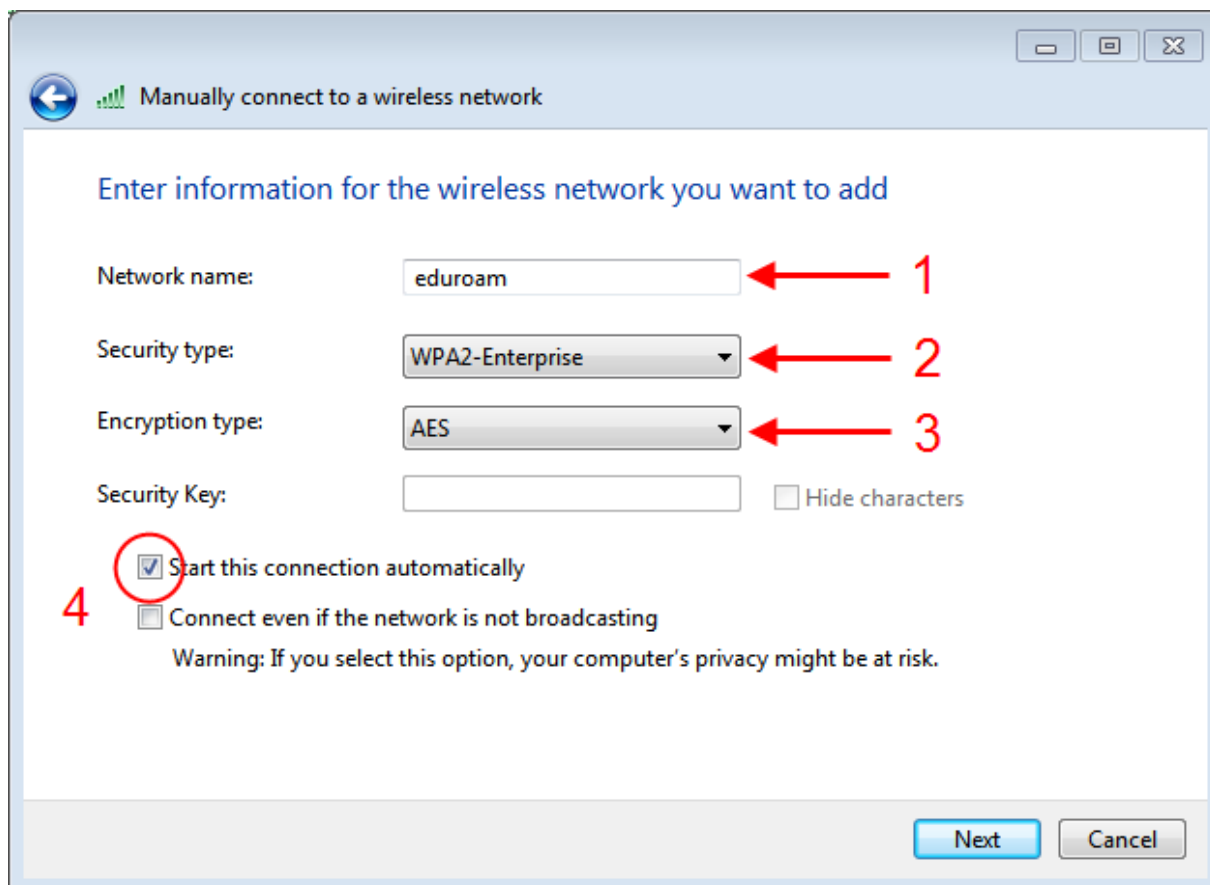 Manually connect to a wireless network
Enter information for the wireless network you want to add
Network name: eduroam 1
Security type: WPA2-Enterprise 2
Encryption type: AES 3
Security Key: Hide characters
Start this connection automatically
4
Connect even if the network is not broadcasting
Warning: If you select this option, your computer's privacy might be at risk.
Next Cancel